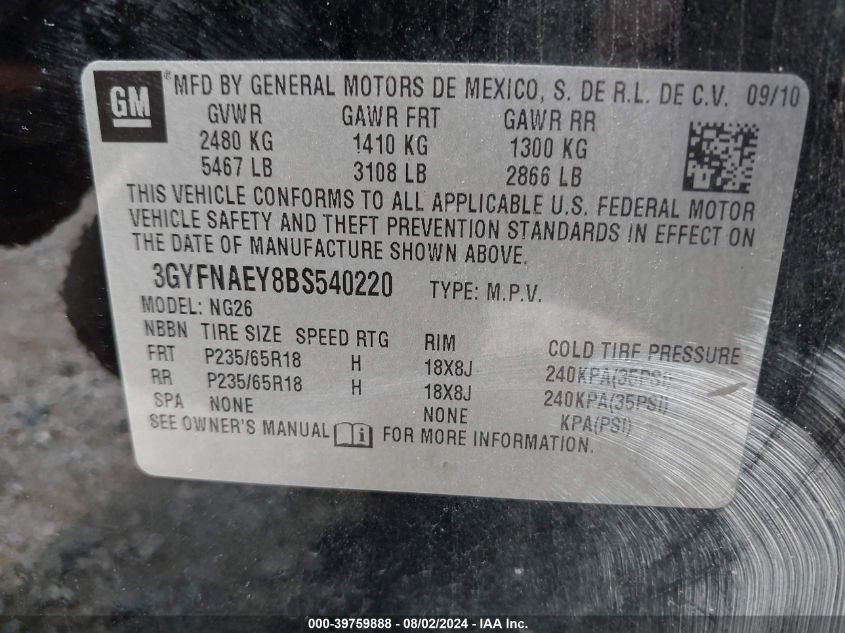 GM ® MFD BY GENERAL MOTORS DE MEXICO, S. DE R.L. DE C.V. 09/10
GVWR GAWR FRT GAWR RR
2480 KG 1410 KG 1300 KG
5467 LB 3108 LB 2866 LB
THIS VEHICLE CONFORMS TO ALL APPLICABLE U.S. FEDERAL MOTOR
VEHICLE SAFETY AND THEFT PREVENTION STANDARDS IN EFFECT ON
THE DATE OF MANUFACTURE SHOWN ABOVE.
3GYFNAEY8BS540220 TYPE: M.P.V.
MODEL: NG26
NBBN TIRE SIZE SPEED RTG RIM COLD TIRE PRESSURE
FRT P235/65R18 H 18X8J 240KPA(35PSI)
RR P235/65R18 H 18X8J 240KPA(35PSI)
SPA NONE NONE KPA(PSI)
SEE OWNER'S MANUAL i FOR MORE INFORMATION.
000-39759888 - 08/02/2024 - IAA Inc.